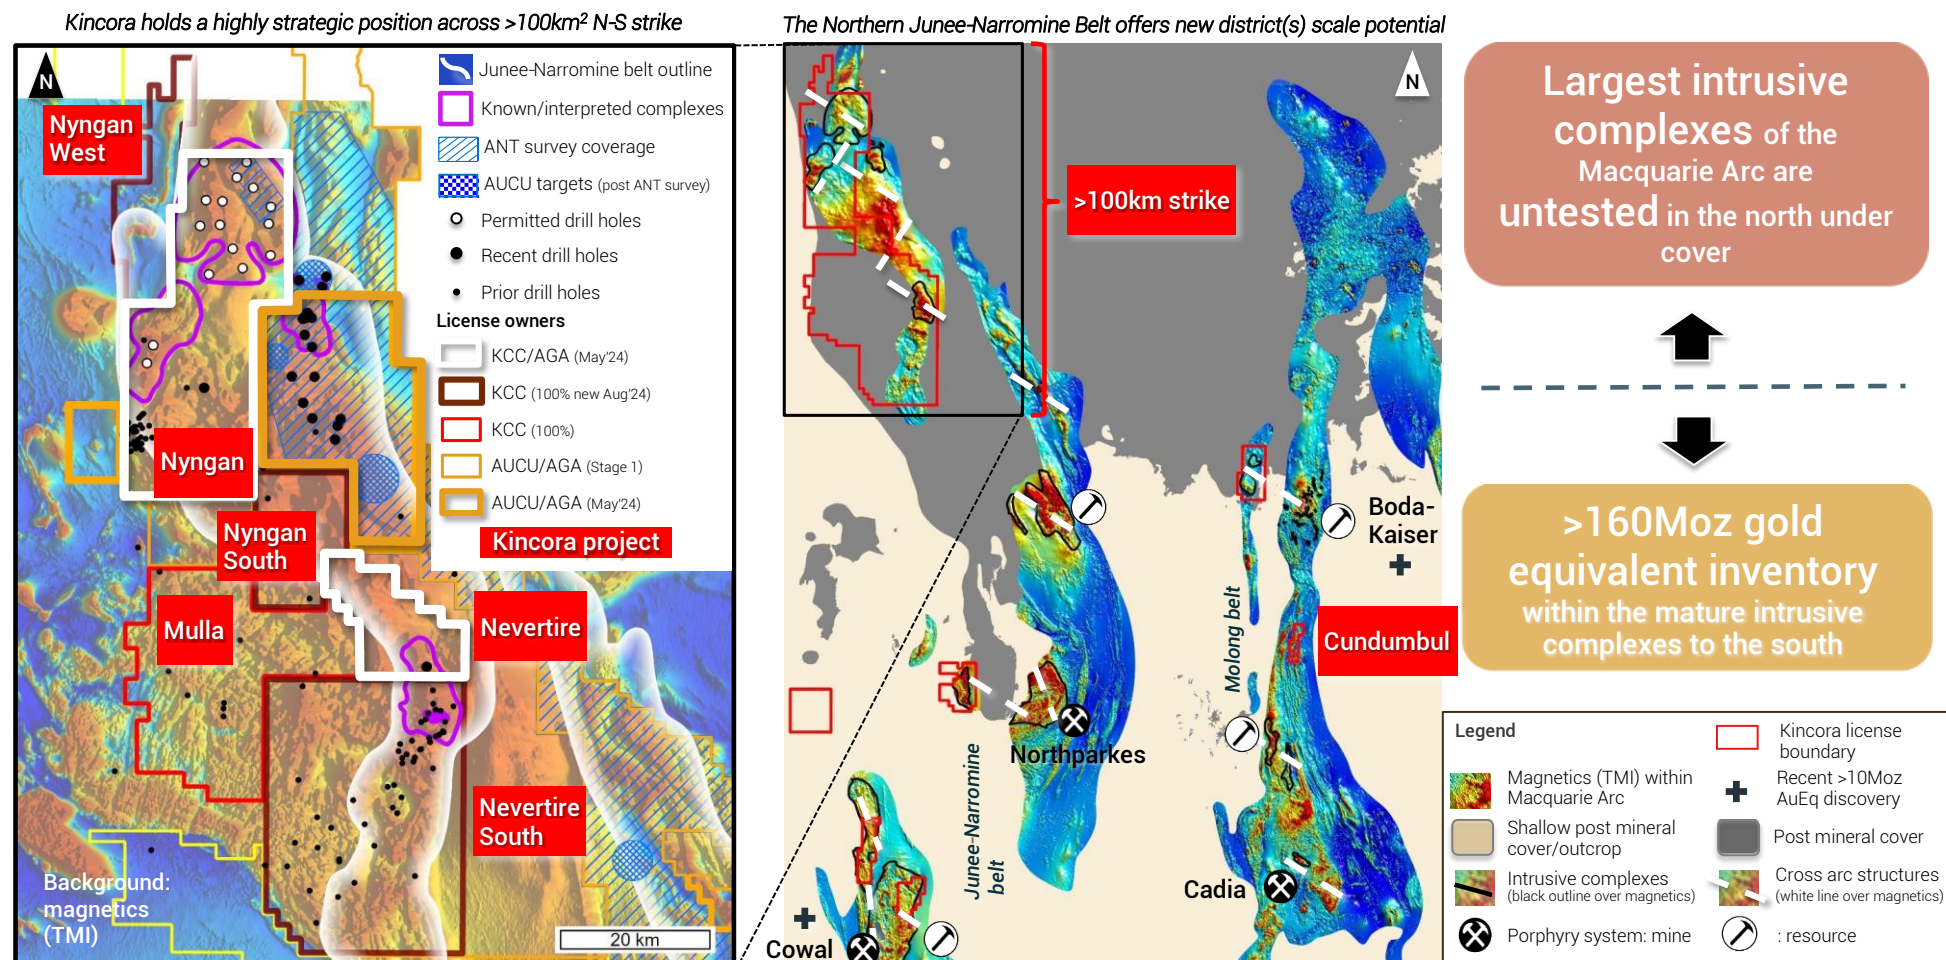 Kincora holds a highly strategic position across >100km² N-S strike
N
Nyngan
West
Junee-Narromine belt outline
Known/interpreted complexes
ANT survey coverage
AUCU targets (post ANT survey)
Permitted drill holes
Recent drill holes
Prior drill holes
License owners
KCC/AGA (May'24)
KCC (100% new Aug'24)
KCC (100%)
AUCU/AGA (Stage 1)
AUCU/AGA (May'24)
Kincora project
Nyngan
Nyngan
South
Mulla
Nevertire
Nevertire
South
Background:
magnetics
(TMI)
20 km
The Northern Junee-Narromine Belt offers new district(s) scale potential
N
>100km strike
Boda-
Kaiser
Molong belt
Cundumbul
Northparkes
Junee-Narromine
belt
Cadia
Cowal
Largest intrusive
complexes of the
Macquarie Arc are
untested in the north under
cover
>160Moz gold
equivalent inventory
within the mature intrusive
complexes to the south
Legend
Magnetics (TMI) within
Macquarie Arc
Shallow post mineral
cover/outcrop
Intrusive complexes
(black outline over magnetics)
Porphyry system: mine
Kincora license
boundary
Recent >10Moz
AuEq discovery
Post mineral cover
Cross arc structures
(white line over magnetics)
: resource